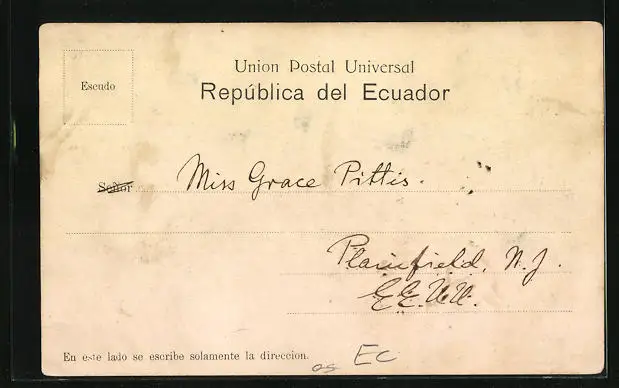 Union Postal Universal
República del Ecuador
Escudo
Señor Miss Grace Pittis.
Plainfield, N.J.
EE.UU.
En este lado se escribe solamente la direccion.
as EC